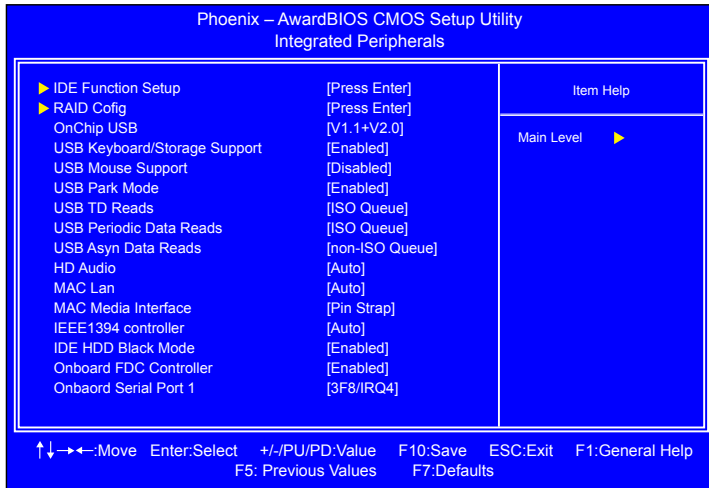 Phoenix – AwardBIOS CMOS Setup Utility
Integrated Peripherals
IDE Function Setup [Press Enter]
RAID Cofig [Press Enter]
OnChip USB [V1.1+V2.0]
USB Keyboard/Storage Support [Enabled]
USB Mouse Support [Disabled]
USB Park Mode [Enabled]
USB TD Reads [ISO Queue]
USB Periodic Data Reads [ISO Queue]
USB Asyn Data Reads [non-ISO Queue]
HD Audio [Auto]
MAC Lan [Auto]
MAC Media Interface [Pin Strap]
IEEE1394 controller [Auto]
IDE HDD Black Mode [Enabled]
Onboard FDC Controller [Enabled]
Onbaord Serial Port 1 [3F8/IRQ4]
Item Help
Main Level
↑↓→←:Move Enter:Select +/-/PU/PD:Value F10:Save ESC:Exit F1:General Help
F5: Previous Values F7:Defaults